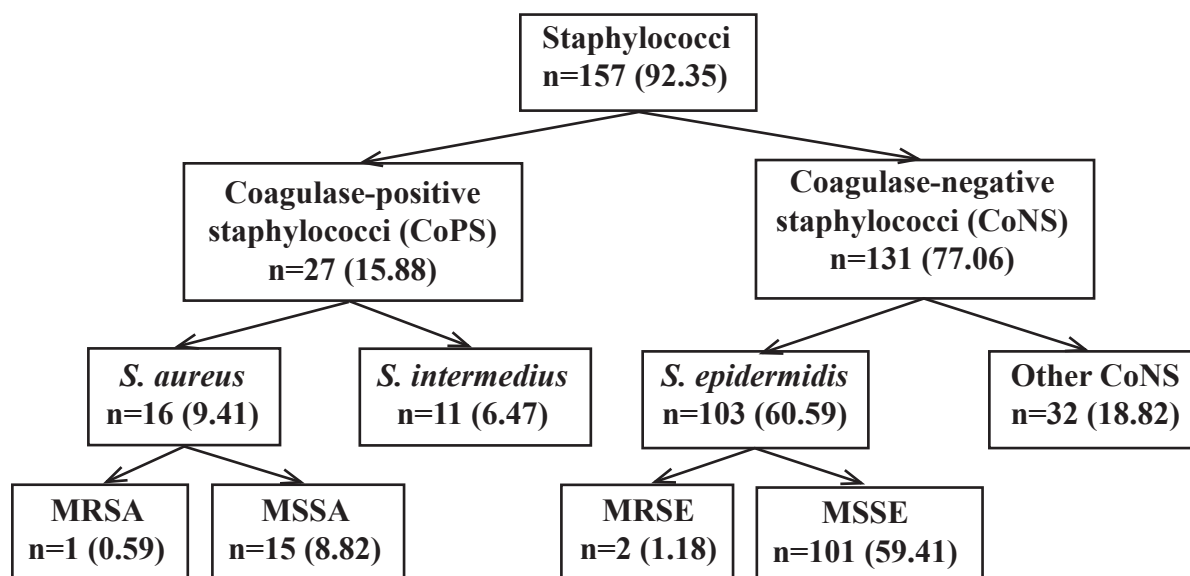 Staphylococci
n=157 (92.35)
Coagulase-positive
staphylococci (CoPS)
n=27 (15.88)
Coagulase-negative
staphylococci (CoNS)
n=131 (77.06)
S. aureus
n=16 (9.41)
S. intermedius
n=11 (6.47)
S. epidermidis
n=103 (60.59)
Other CoNS
n=32 (18.82)
MRSA
n=1 (0.59)
MSSA
n=15 (8.82)
MRSE
n=2 (1.18)
MSSE
n=101 (59.41)